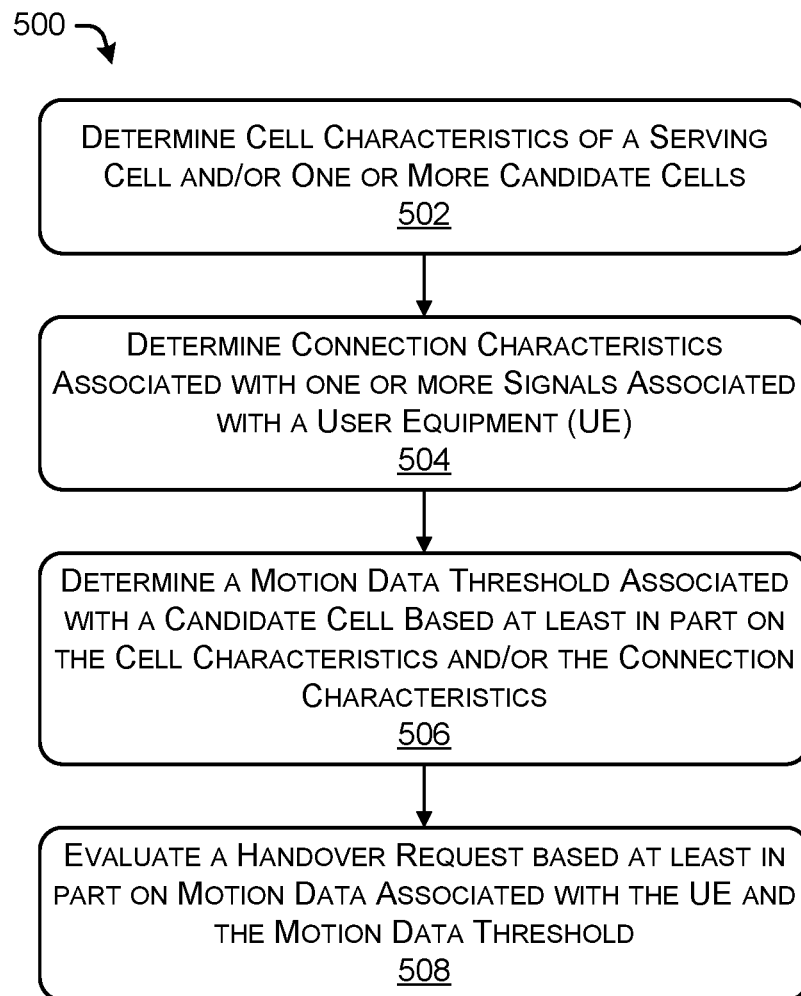 500
DETERMINE CELL CHARACTERISTICS OF A SERVING
CELL AND/OR ONE OR MORE CANDIDATE CELLS
502
DETERMINE CONNECTION CHARACTERISTICS
ASSOCIATED WITH ONE OR MORE SIGNALS ASSOCIATED
WITH A USER EQUIPMENT (UE)
504
DETERMINE A MOTION DATA THRESHOLD ASSOCIATED
WITH A CANDIDATE CELL BASED AT LEAST IN PART ON
THE CELL CHARACTERISTICS AND/OR THE CONNECTION
CHARACTERISTICS
506
EVALUATE A HANDOVER REQUEST BASED AT LEAST IN
PART ON MOTION DATA ASSOCIATED WITH THE UE AND
THE MOTION DATA THRESHOLD
508